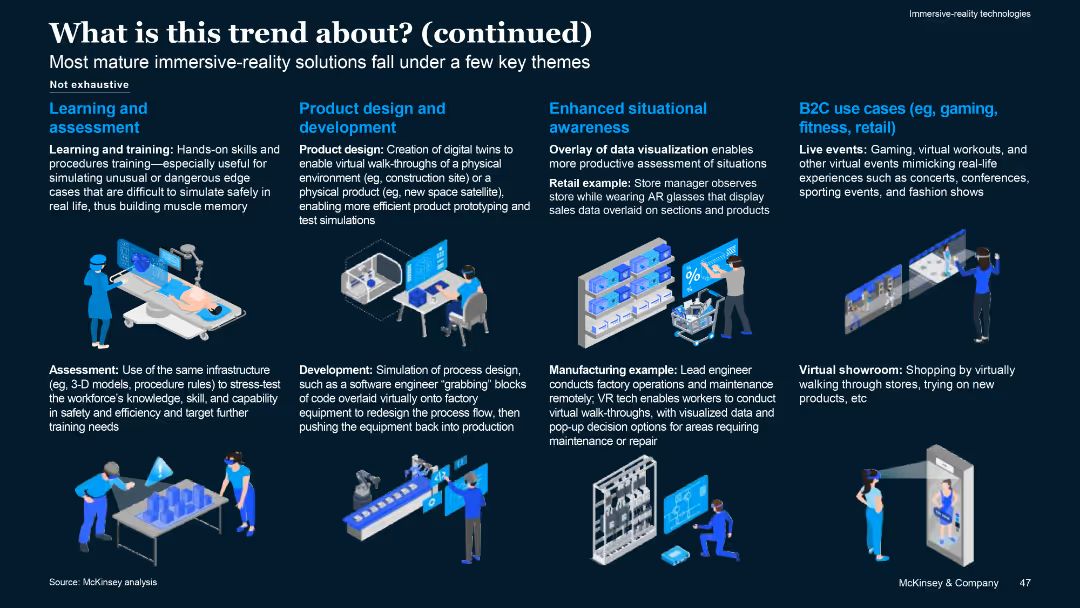 Immersive-reality technologies
What is this trend about? (continued)
Most mature immersive-reality solutions fall under a few key themes
Not exhaustive
Learning and
assessment
Learning and training: Hands-on skills and
procedures training—especially useful for
simulating unusual or dangerous edge
cases that are difficult to simulate safely in
real life, thus building muscle memory
Assessment: Use of the same infrastructure
(eg, 3-D models, procedure rules) to stress-test
the workforce's knowledge, skill, and capability
in safety and efficiency and target further
training needs
Product design and
development
Product design: Creation of digital twins to
enable virtual walk-throughs of a physical
environment (eg, construction site) or a
physical product (eg, new space satellite),
enabling more efficient product prototyping and
test simulations
Development: Simulation of process design,
such as a software engineer “grabbing” blocks
of code overlaid virtually onto factory
equipment to redesign the process flow, then
pushing the equipment back into production
Enhanced situational
awareness
Overlay of data visualization enables
more productive assessment of situations
Retail example: Store manager observes
store while wearing AR glasses that display
sales data overlaid on sections and products
%
Manufacturing example: Lead engineer
conducts factory operations and maintenance
remotely; VR tech enables workers to conduct
virtual walk-throughs, with visualized data and
pop-up decision options for areas requiring
maintenance or repair
B2C use cases (eg, gaming,
fitness, retail)
Live events: Gaming, virtual workouts, and
other virtual events mimicking real-life
experiences such as concerts, conferences,
sporting events, and fashion shows
Virtual showroom: Shopping by virtually
walking through stores, trying on new
products, etc
Source: McKinsey analysis
McKinsey & Company
47